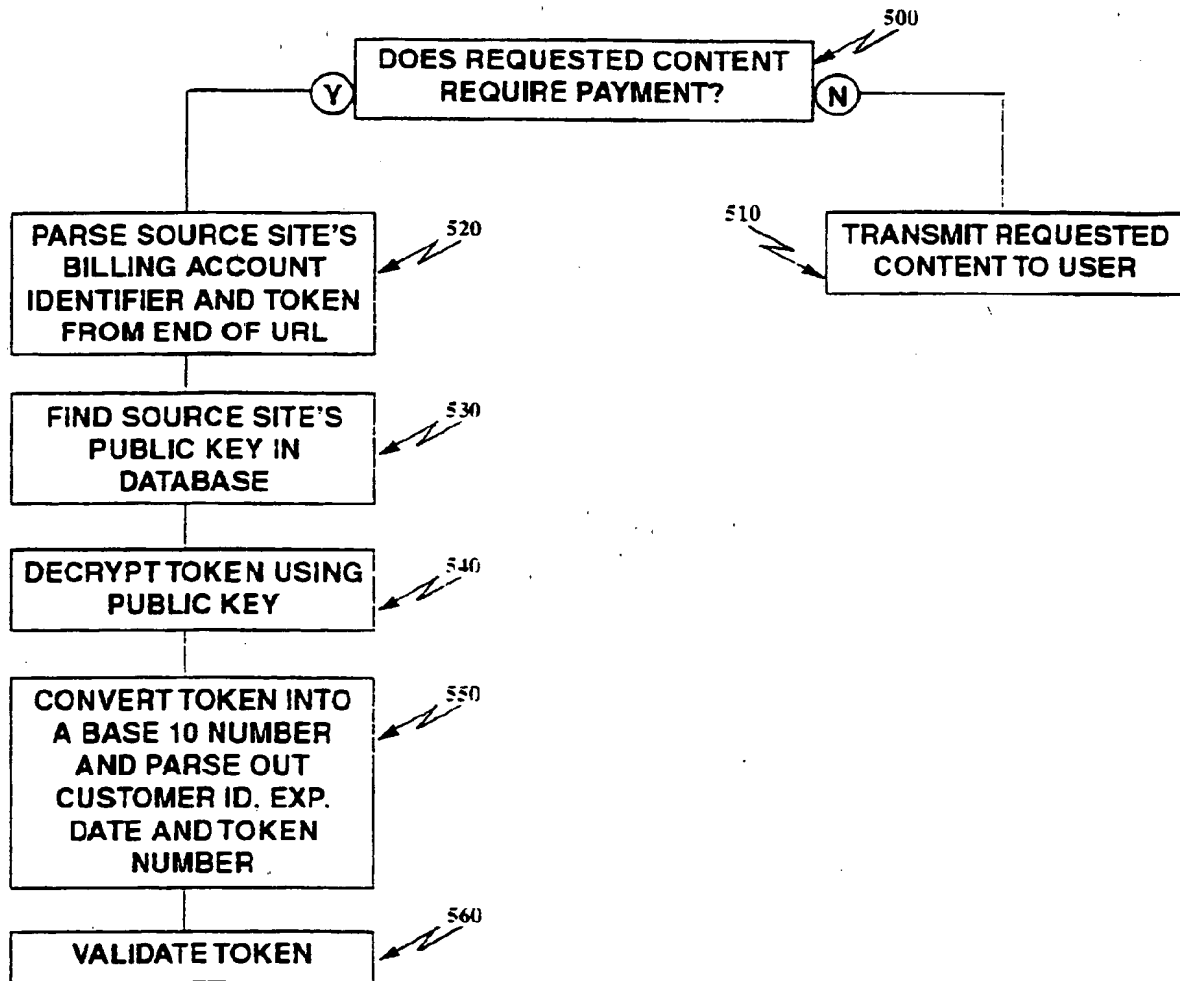 500
DOES REQUESTED CONTENT
REQUIRE PAYMENT?
Y
N
PARSE SOURCE SITE'S
BILLING ACCOUNT
IDENTIFIER AND TOKEN
FROM END OF URL
520
510
TRANSMIT REQUESTED
CONTENT TO USER
FIND SOURCE SITE'S
PUBLIC KEY IN
DATABASE
530
DECRYPT TOKEN USING
PUBLIC KEY
540
CONVERT TOKEN INTO
A BASE 10 NUMBER
AND PARSE OUT
CUSTOMER ID. EXP.
DATE AND TOKEN
NUMBER
550
VALIDATE TOKEN
560